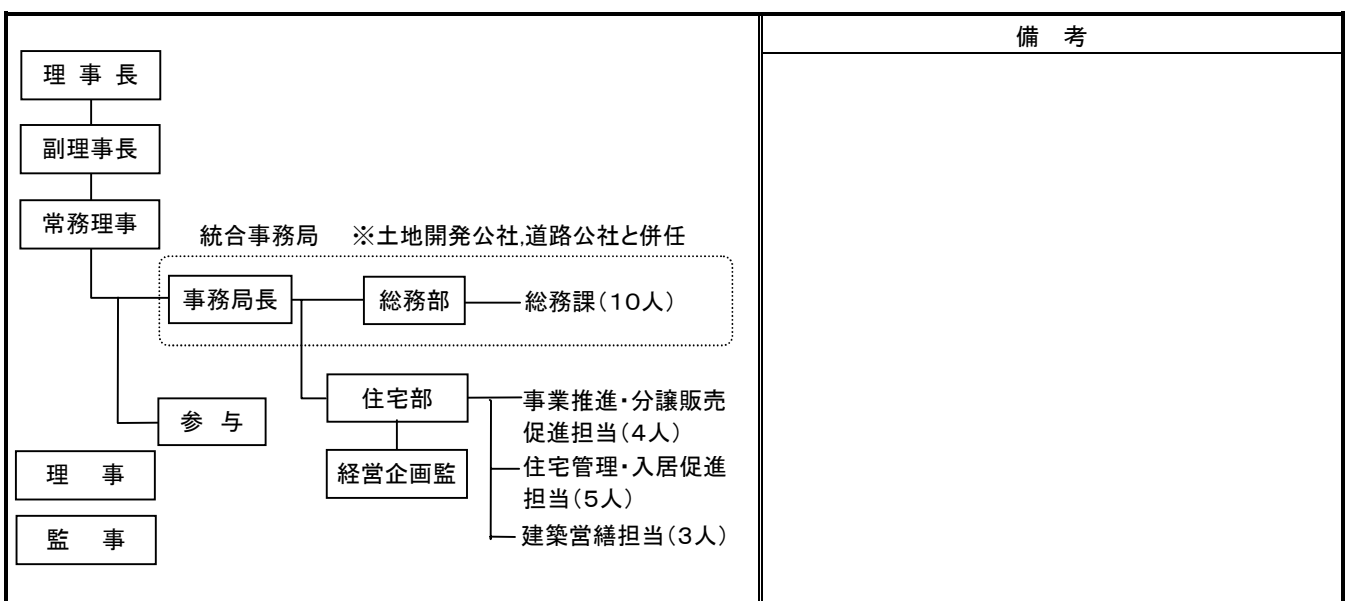 備　考
理 事 長
副理事長
常務理事
統合事務局　※土地開発公社,道路公社と併任
事務局長
総務部
総務課(10人)
住宅部
事業推進・分譲販売
促進担当(4人)
参　与
経営企画監
住宅管理・入居促進
担当(5人)
理　事
建築営繕担当(3人)
監　事